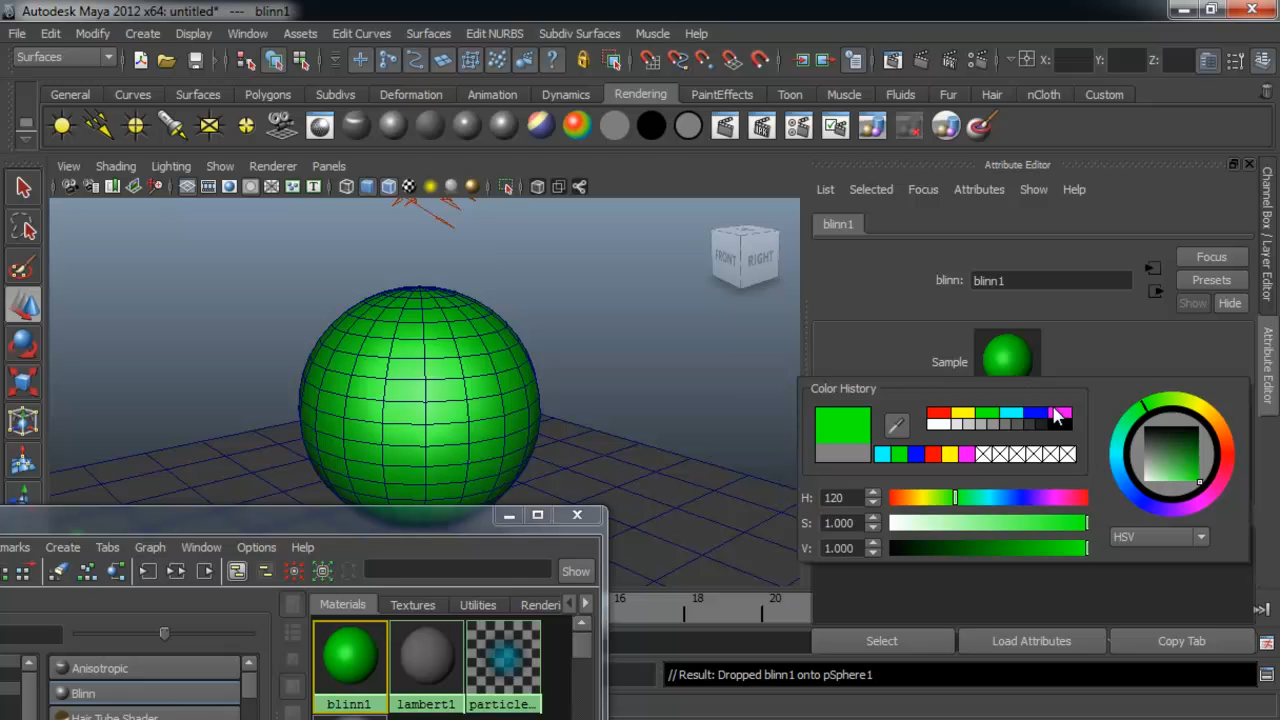 Autodesk Maya 2012 x64: untitled* --- blinn1
File Edit Modify Create Display Window Assets Edit Curves Surfaces Edit NURBS Subdiv Surfaces Muscle Help
Surfaces X: Y: Z:
General Curves Surfaces Polygons Subdivs Deformation Animation Dynamics Rendering PaintEffects Toon Muscle Fluids Fur Hair nCloth Custom
IPR
View Shading Lighting Show Renderer Panels
Attribute Editor
List Selected Focus Attributes Show Help
blinn1
Focus
blinn: blinn1
Presets
Show Hide
Sample
FRONT RIGHT
Channel Box / Layer Editor
Attribute Editor
Color History
H: 120
S: 1.000
V: 1.000
HSV
marks Create Tabs Graph Window Options Help
Show
Materials Textures Utilities Renderi
16 18 20
Select Load Attributes Copy Tab
Anisotropic
Blinn
Hair Tube Shader
blinn1 lambert1 particle...
// Result: Dropped blinn1 onto pSphere1